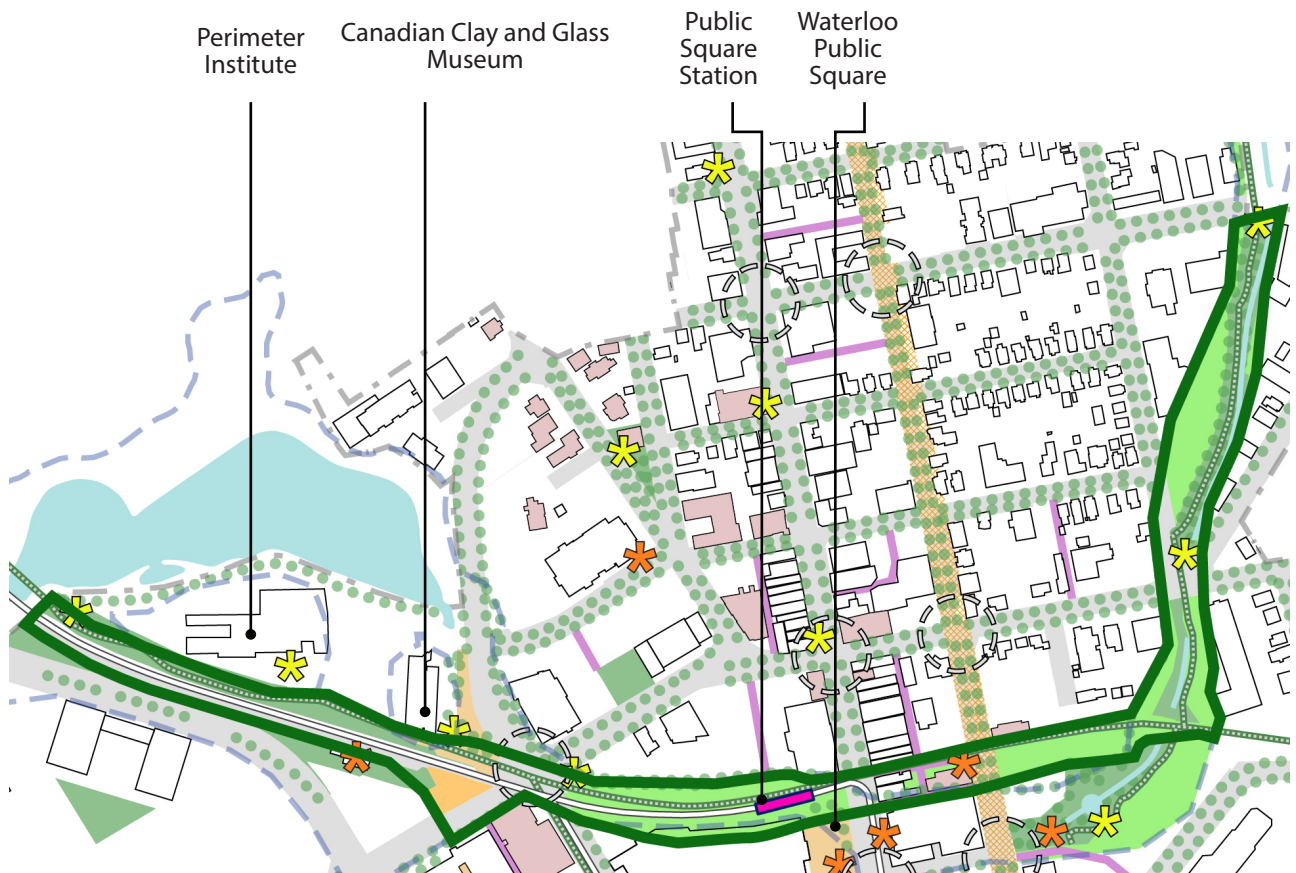 Perimeter
Institute
Canadian Clay and Glass
Museum
Public
Square
Station
Waterloo
Public
Square